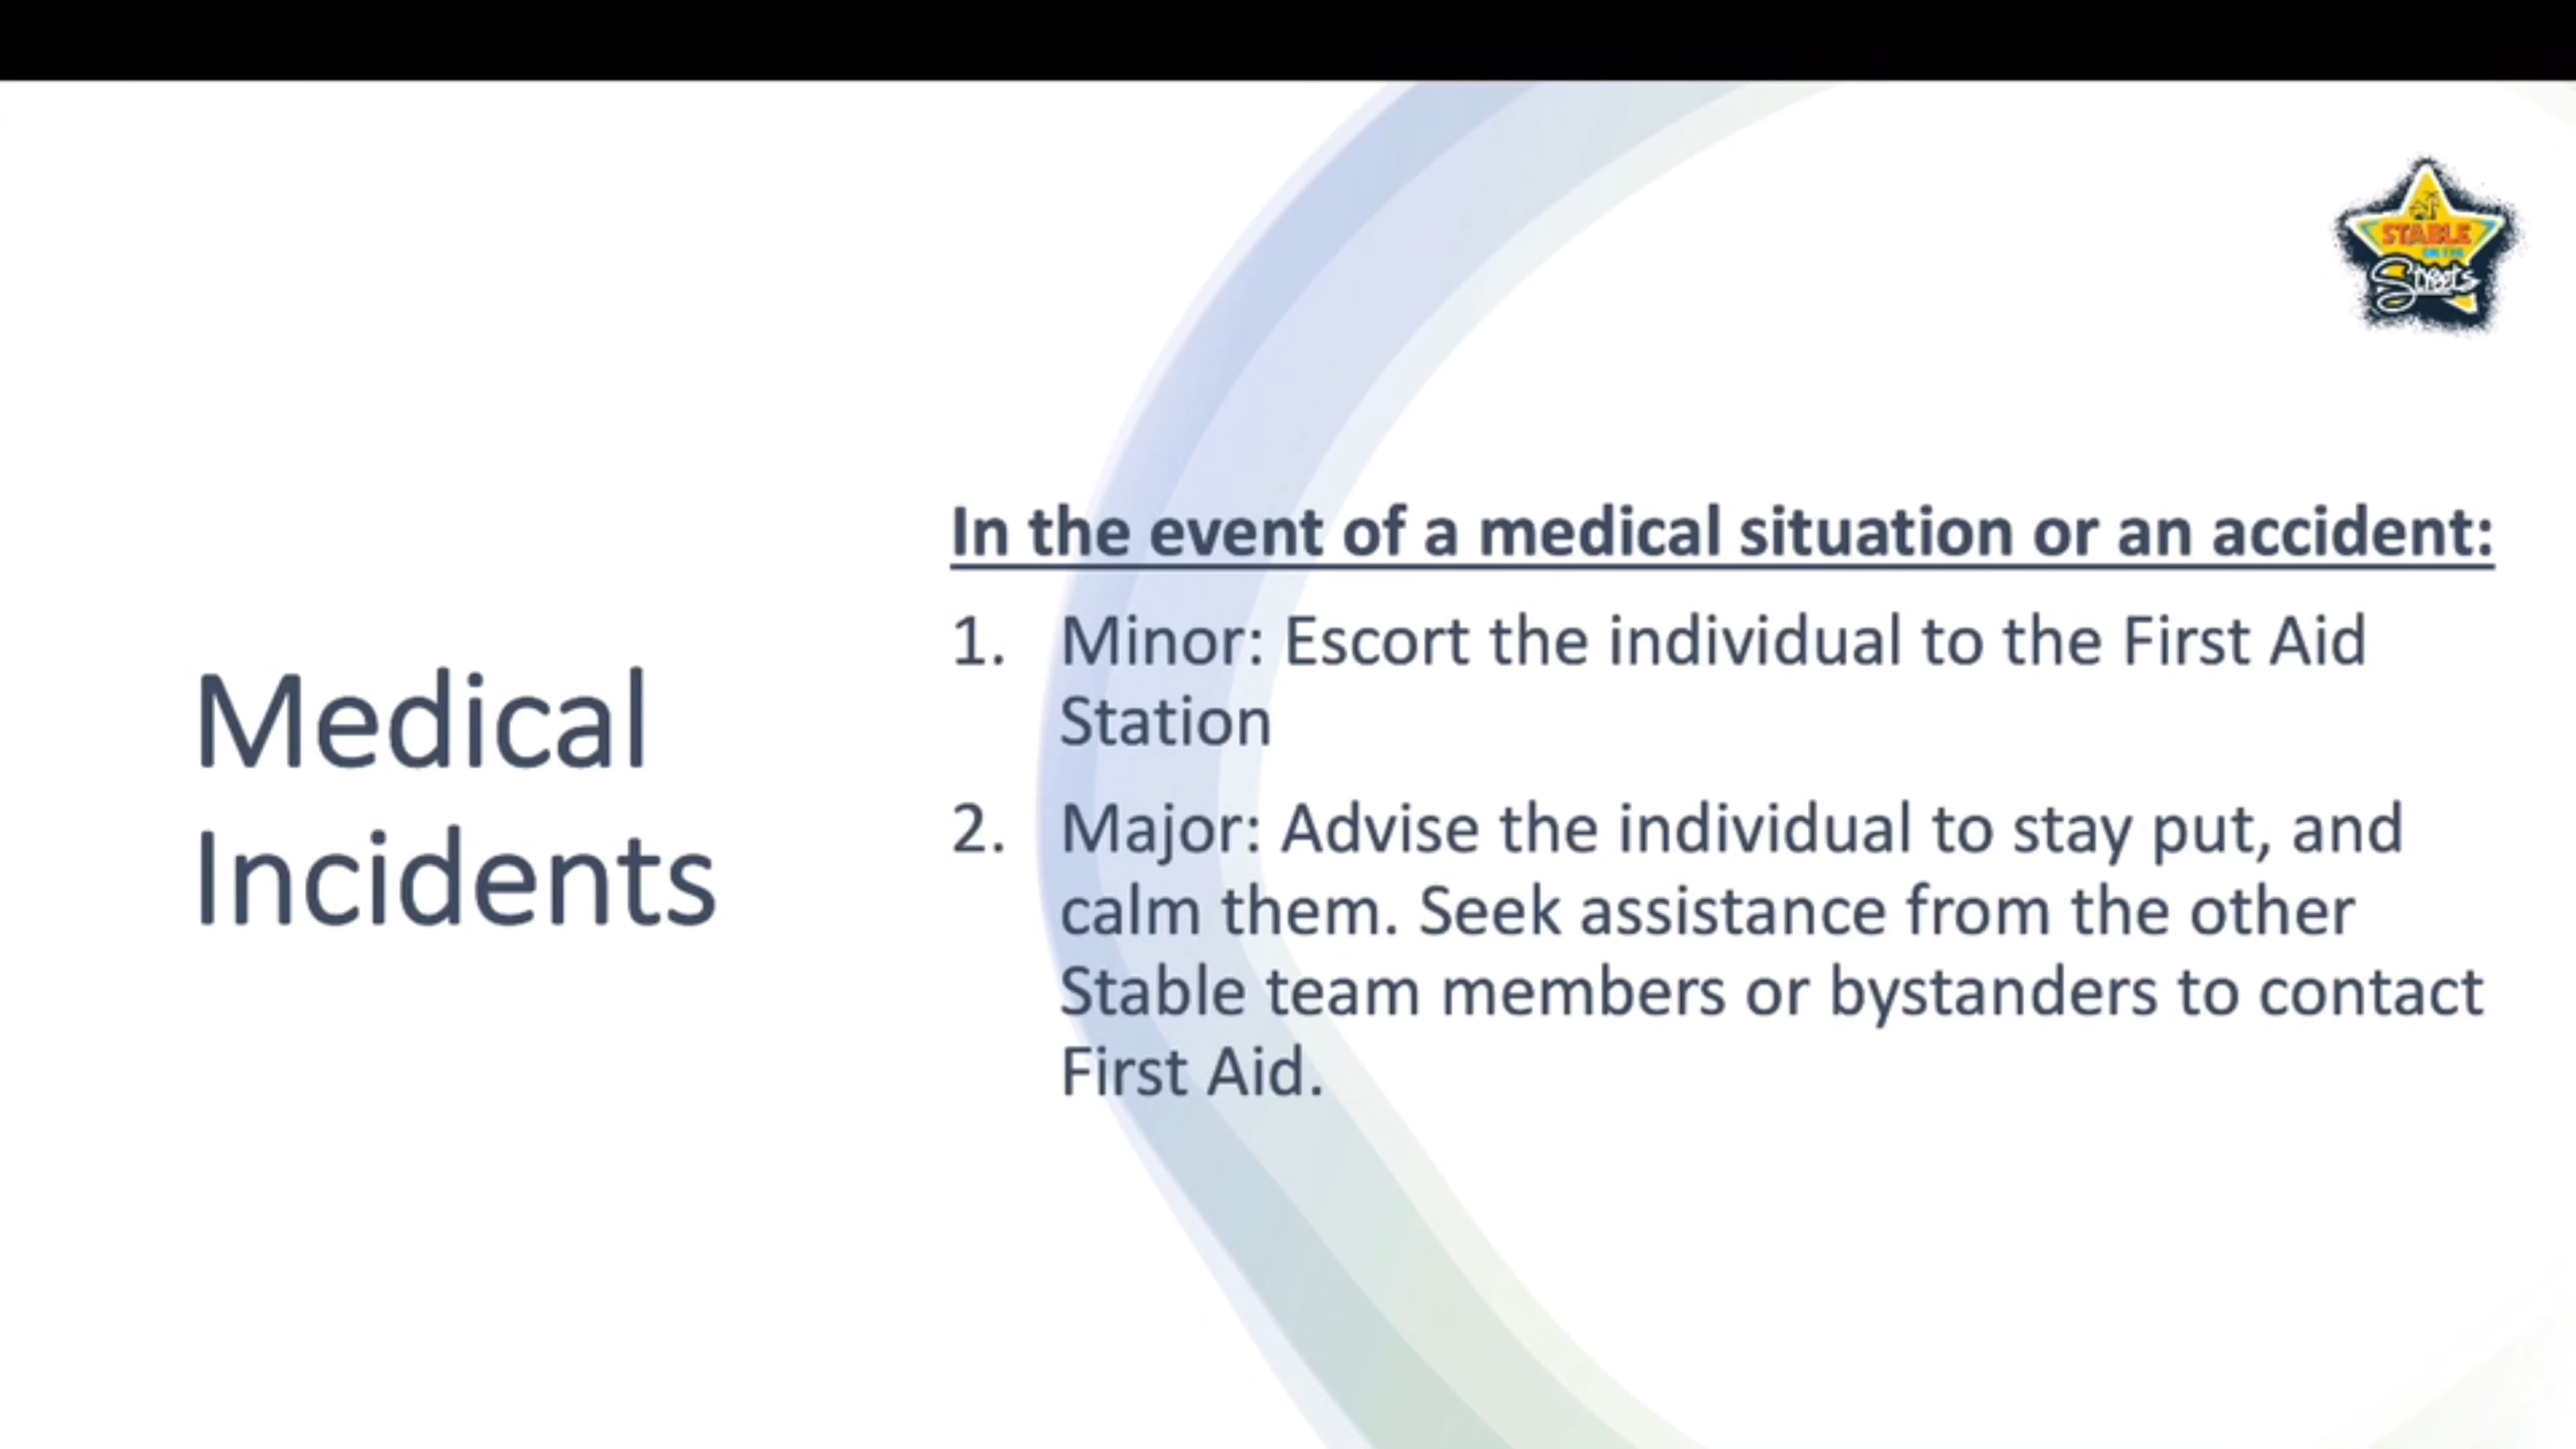 STABLE
ON THE
Streets
Medical
Incidents
In the event of a medical situation or an accident:
1. Minor: Escort the individual to the First Aid
Station
2. Major: Advise the individual to stay put, and
calm them. Seek assistance from the other
Stable team members or bystanders to contact
First Aid.